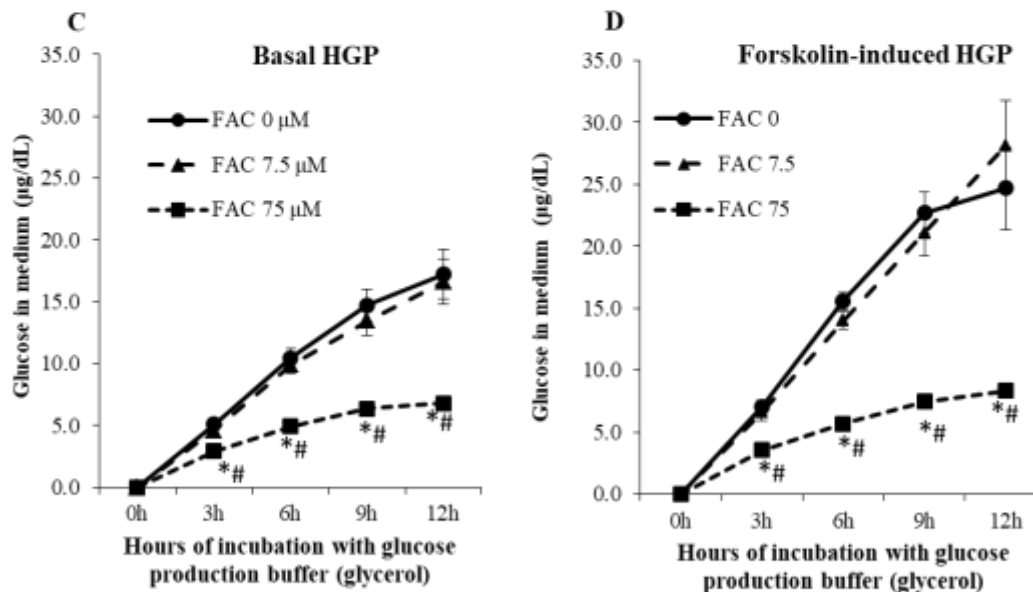 C
Basal HGP
Glucose in medium (µg/dL)
35.0
30.0
25.0
20.0
15.0
10.0
5.0
0.0
FAC 0 µM
FAC 7.5 µM
FAC 75 µM
*#
*#
*#
*#
0h 3h 6h 9h 12h
Hours of incubation with glucose
production buffer (glycerol)
D
Forskolin-induced HGP
Glucose in medium (µg/dL)
35.0
30.0
25.0
20.0
15.0
10.0
5.0
0.0
FAC 0
FAC 7.5
FAC 75
*#
*#
*#
*#
0h 3h 6h 9h 12h
Hours of incubation with glucose
production buffer (glycerol)